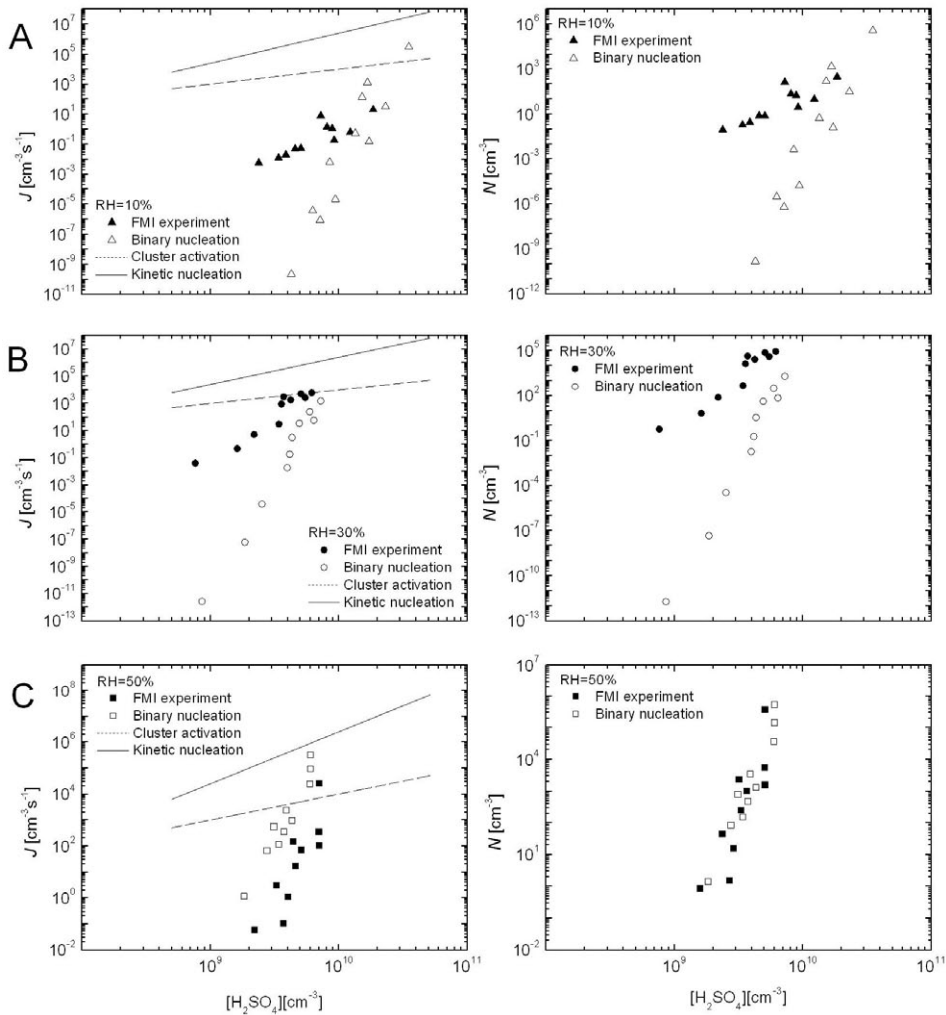 A
10⁷
10⁵
10³
10¹
10⁻¹
10⁻³
10⁻⁵
10⁻⁷
10⁻⁹
10⁻¹¹
J [cm⁻³s⁻¹]
RH=10%
FMI experiment
Binary nucleation
Cluster activation
Kinetic nucleation
10⁶
10³
10⁰
10⁻³
10⁻⁶
10⁻⁹
10⁻¹²
N [cm⁻³]
RH=10%
FMI experiment
Binary nucleation
B
10⁷
10⁵
10³
10¹
10⁻¹
10⁻³
10⁻⁵
10⁻⁷
10⁻⁹
10⁻¹¹
10⁻¹³
J [cm⁻³s⁻¹]
RH=30%
FMI experiment
Binary nucleation
Cluster activation
Kinetic nucleation
10⁵
10²
10⁻¹
10⁻⁴
10⁻⁷
10⁻¹⁰
10⁻¹³
N [cm⁻³]
RH=30%
FMI experiment
Binary nucleation
C
10⁸
10⁶
10⁴
10²
10⁰
10⁻²
J [cm⁻³s⁻¹]
RH=50%
FMI experiment
Binary nucleation
Cluster activation
Kinetic nucleation
10⁹ 10¹⁰ 10¹¹
[H₂SO₄][cm⁻³]
10⁷
10⁴
10¹
10⁻²
N [cm⁻³]
RH=50%
FMI experiment
Binary nucleation
10⁹ 10¹⁰ 10¹¹
[H₂SO₄][cm⁻³]